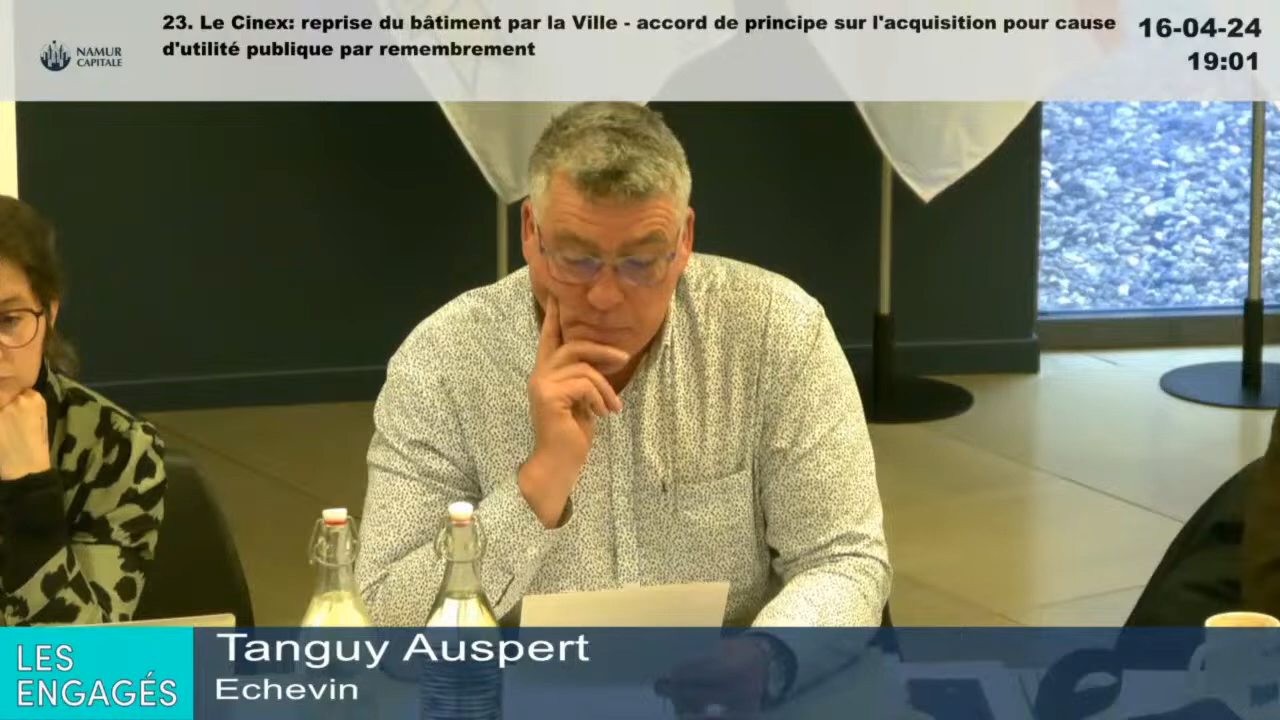 23. Le Cinex: reprise du bâtiment par la Ville - accord de principe sur l'acquisition pour cause
d'utilité publique par remembrement
16-04-24
19:01
NAMUR
CAPITALE
LES
ENGAGÉS
Tanguy Auspert
Echevin